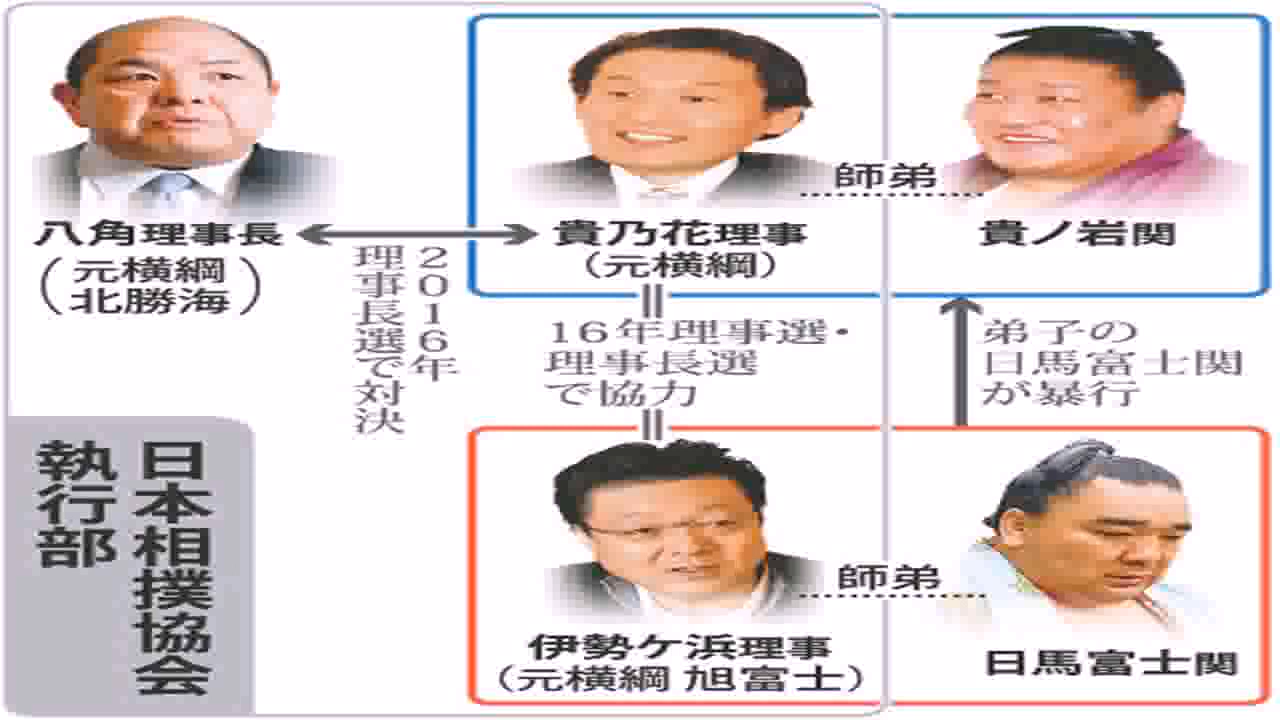 八角理事長
(元横綱
北勝海)
2016年
理事長選で対決
貴乃花理事
(元横綱)
師弟
貴ノ岩関
16年理事選・
理事長選
で協力
弟子の
日馬富士関
が暴行
日本相撲協会
執行部
伊勢ケ浜理事
(元横綱 旭富士)
師弟
日馬富士関